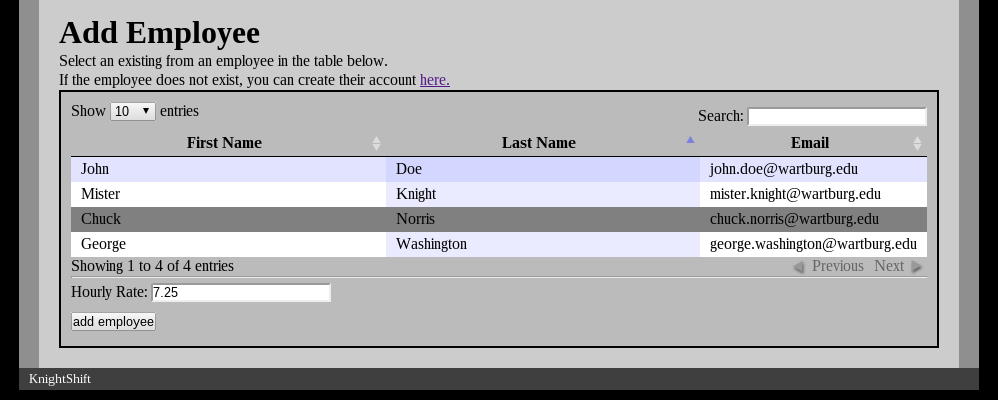 Add Employee
Select an existing from an employee in the table below.
If the employee does not exist, you can create their account here.
Show 10 entries
Search:
First Name Last Name Email
John Doe john.doe@wartburg.edu
Mister Knight mister.knight@wartburg.edu
Chuck Norris chuck.norris@wartburg.edu
George Washington george.washington@wartburg.edu
Showing 1 to 4 of 4 entries Previous Next
Hourly Rate: 7.25
add employee
KnightShift